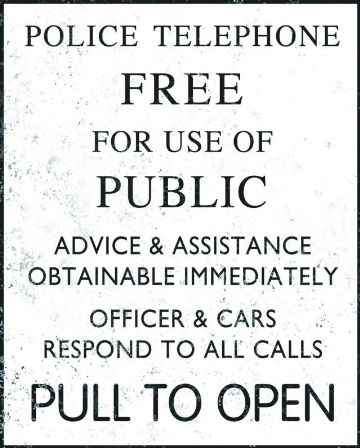 POLICE TELEPHONE
FREE
FOR USE OF
PUBLIC
ADVICE & ASSISTANCE
OBTAINABLE IMMEDIATELY
OFFICER & CARS
RESPOND TO ALL CALLS
PULL TO OPEN